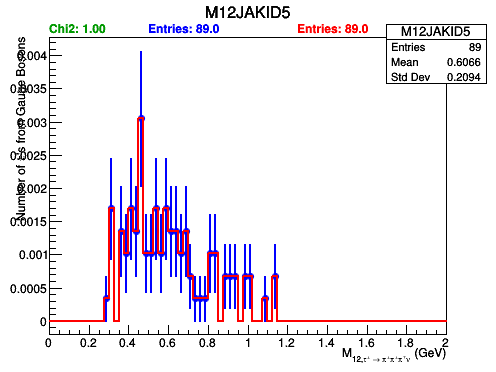 M12JAKID5
Chi2: 1.00 Entries: 89.0 Entries: 89.0
M12JAKID5
Entries 89
Mean 0.6066
Std Dev 0.2094
Number of τ's from Gauge Bosons
0.004
0.0035
0.003
0.0025
0.002
0.0015
0.001
0.0005
0
0 0.2 0.4 0.6 0.8 1 1.2 1.4 1.6 1.8 2
(GeV)